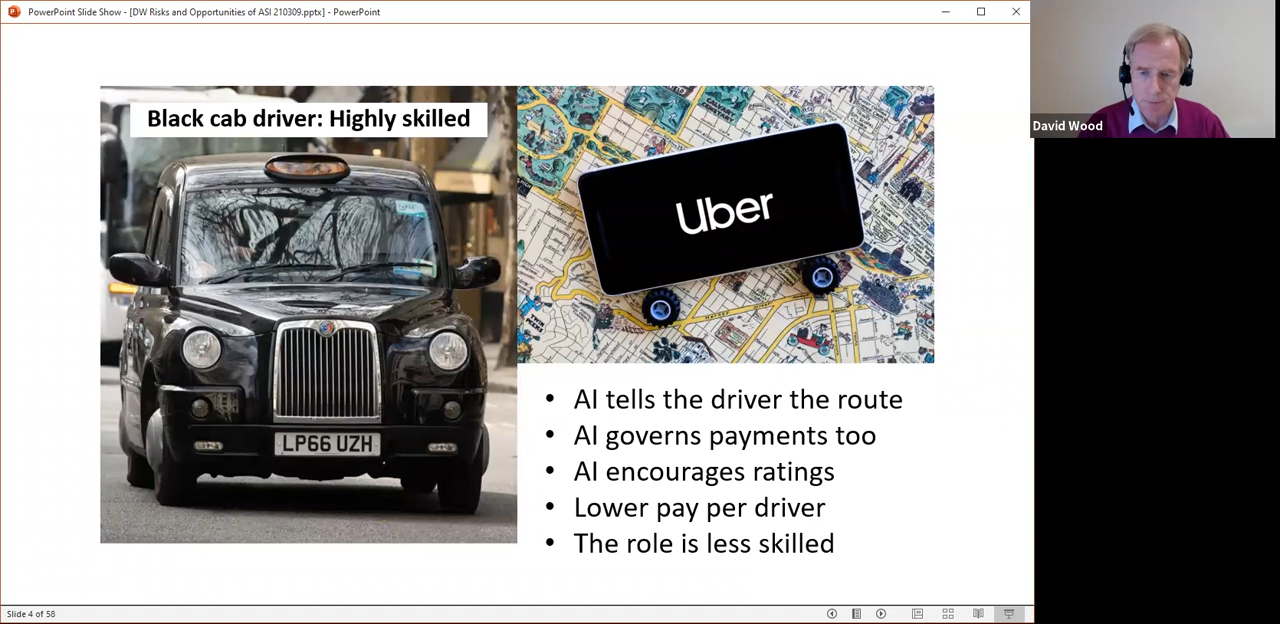 PowerPoint Slide Show - [DW Risks and Opportunities of ASI 210309.pptx] - PowerPoint
Black cab driver: Highly skilled
Uber
TWIN PEEKS
LP66 UZH
• AI tells the driver the route
• AI governs payments too
• AI encourages ratings
• Lower pay per driver
• The role is less skilled
David Wood
Slide 4 of 58